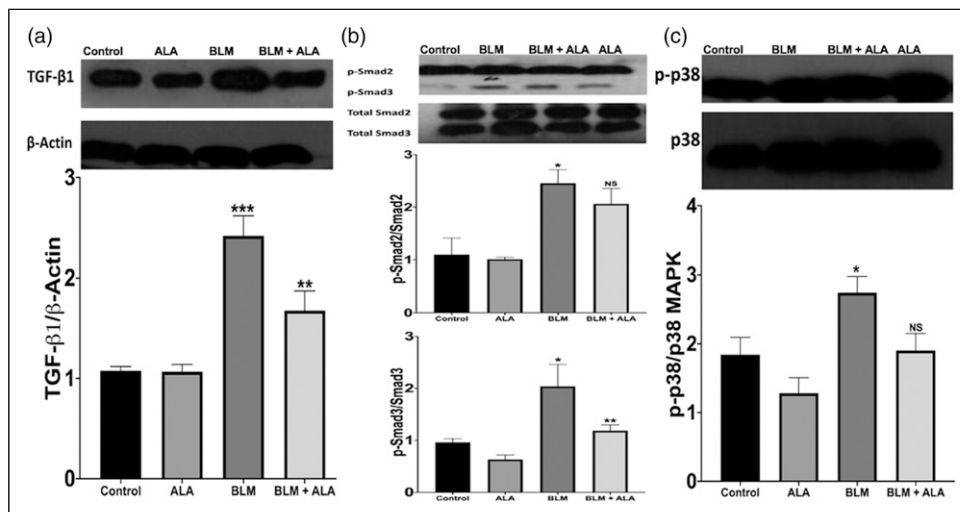 (a)
Control ALA BLM BLM + ALA
TGF-β1
β-Actin
3
2
1
0
TGF-β1/β-Actin
***
**
Control ALA BLM BLM + ALA
(b)
Control BLM BLM + ALA ALA
p-Smad2
p-Smad3
Total Smad2
Total Smad3
3
2
1
0
p-Smad2/Smad2
*
NS
Control ALA BLM BLM + ALA
3
2
1
0
p-Smad3/Smad3
*
**
Control ALA BLM BLM + ALA
(c)
Control BLM BLM + ALA ALA
p-p38
p38
4
3
2
1
0
p-p38/p38 MAPK
*
NS
Control ALA BLM BLM + ALA